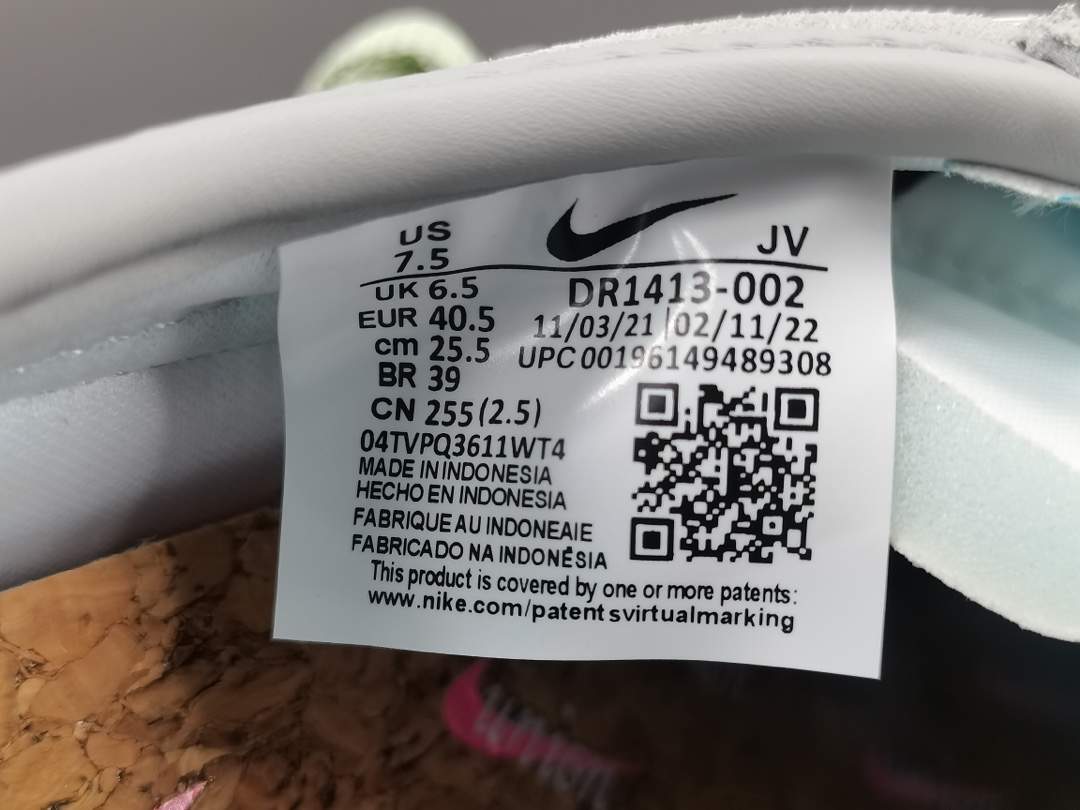 US
7.5
JV
UK 6.5
DR1413-002
EUR 40.5
11/03/21 02/11/22
cm 25.5
UPC 00196149489308
BR 39
CN 255(2.5)
04TVPQ3611WT4
MADE IN INDONESIA
HECHO EN INDONESIA
FABRIQUE AU INDONEAIE
FABRICADO NA INDONÉSIA
This product is covered by one or more patents:
www.nike.com/patentsvirtualmarking
union